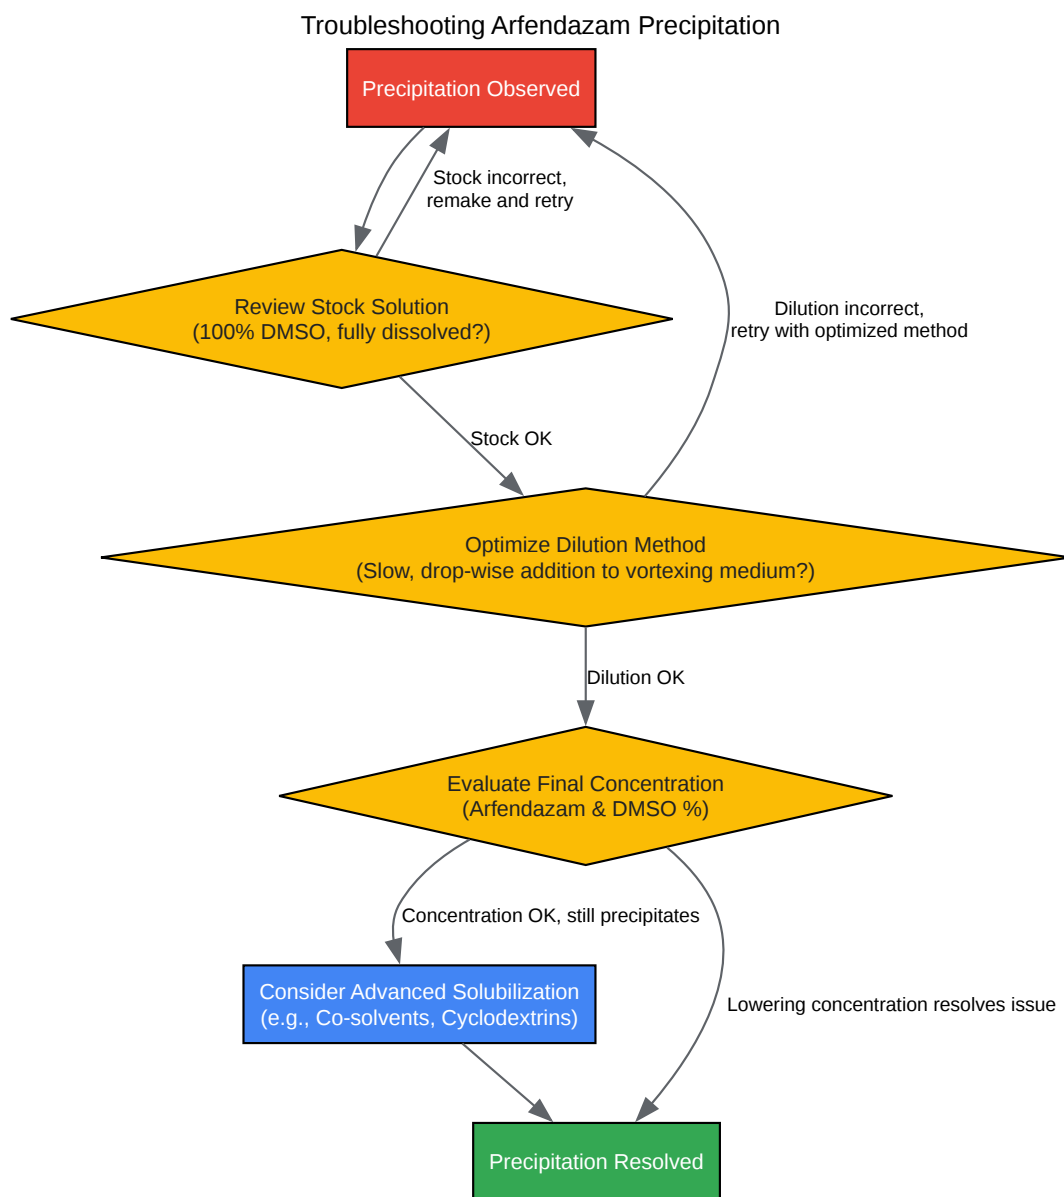 Troubleshooting Arfendazam Precipitation
Precipitation Observed
Stock incorrect,
remake and retry
Review Stock Solution
(100% DMSO, fully dissolved?)
Dilution incorrect,
retry with optimized method
Stock OK
Optimize Dilution Method
(Slow, drop-wise addition to vortexing medium?)
Dilution OK
Evaluate Final Concentration
(Arfendazam & DMSO %)
Concentration OK, still precipitates
Consider Advanced Solubilization
(e.g., Co-solvents, Cyclodextrins)
Lowering concentration resolves issue
Precipitation Resolved